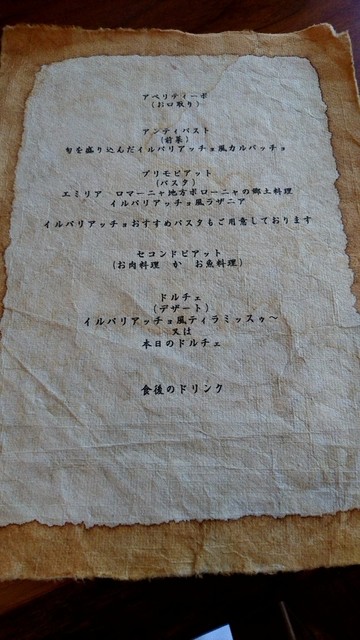 アペリティーボ
(お口取り)
アンティパスト
(前菜)
旬を盛り込んだイルバリアッチョ風カルパッチョ
プリモピアット
(パスタ)
エミリア ロマーニャ地方ボローニャの郷土料理
イルバリアッチョ風ラザニア
イルバリアッチョおすすめパスタもご用意しております
セコンドピアット
(お肉料理 か お魚料理)
ドルチェ
(デザート)
イルバリアッチョ風ティラミッスゥ〜
又は
本日のドルチェ
食後のドリンク